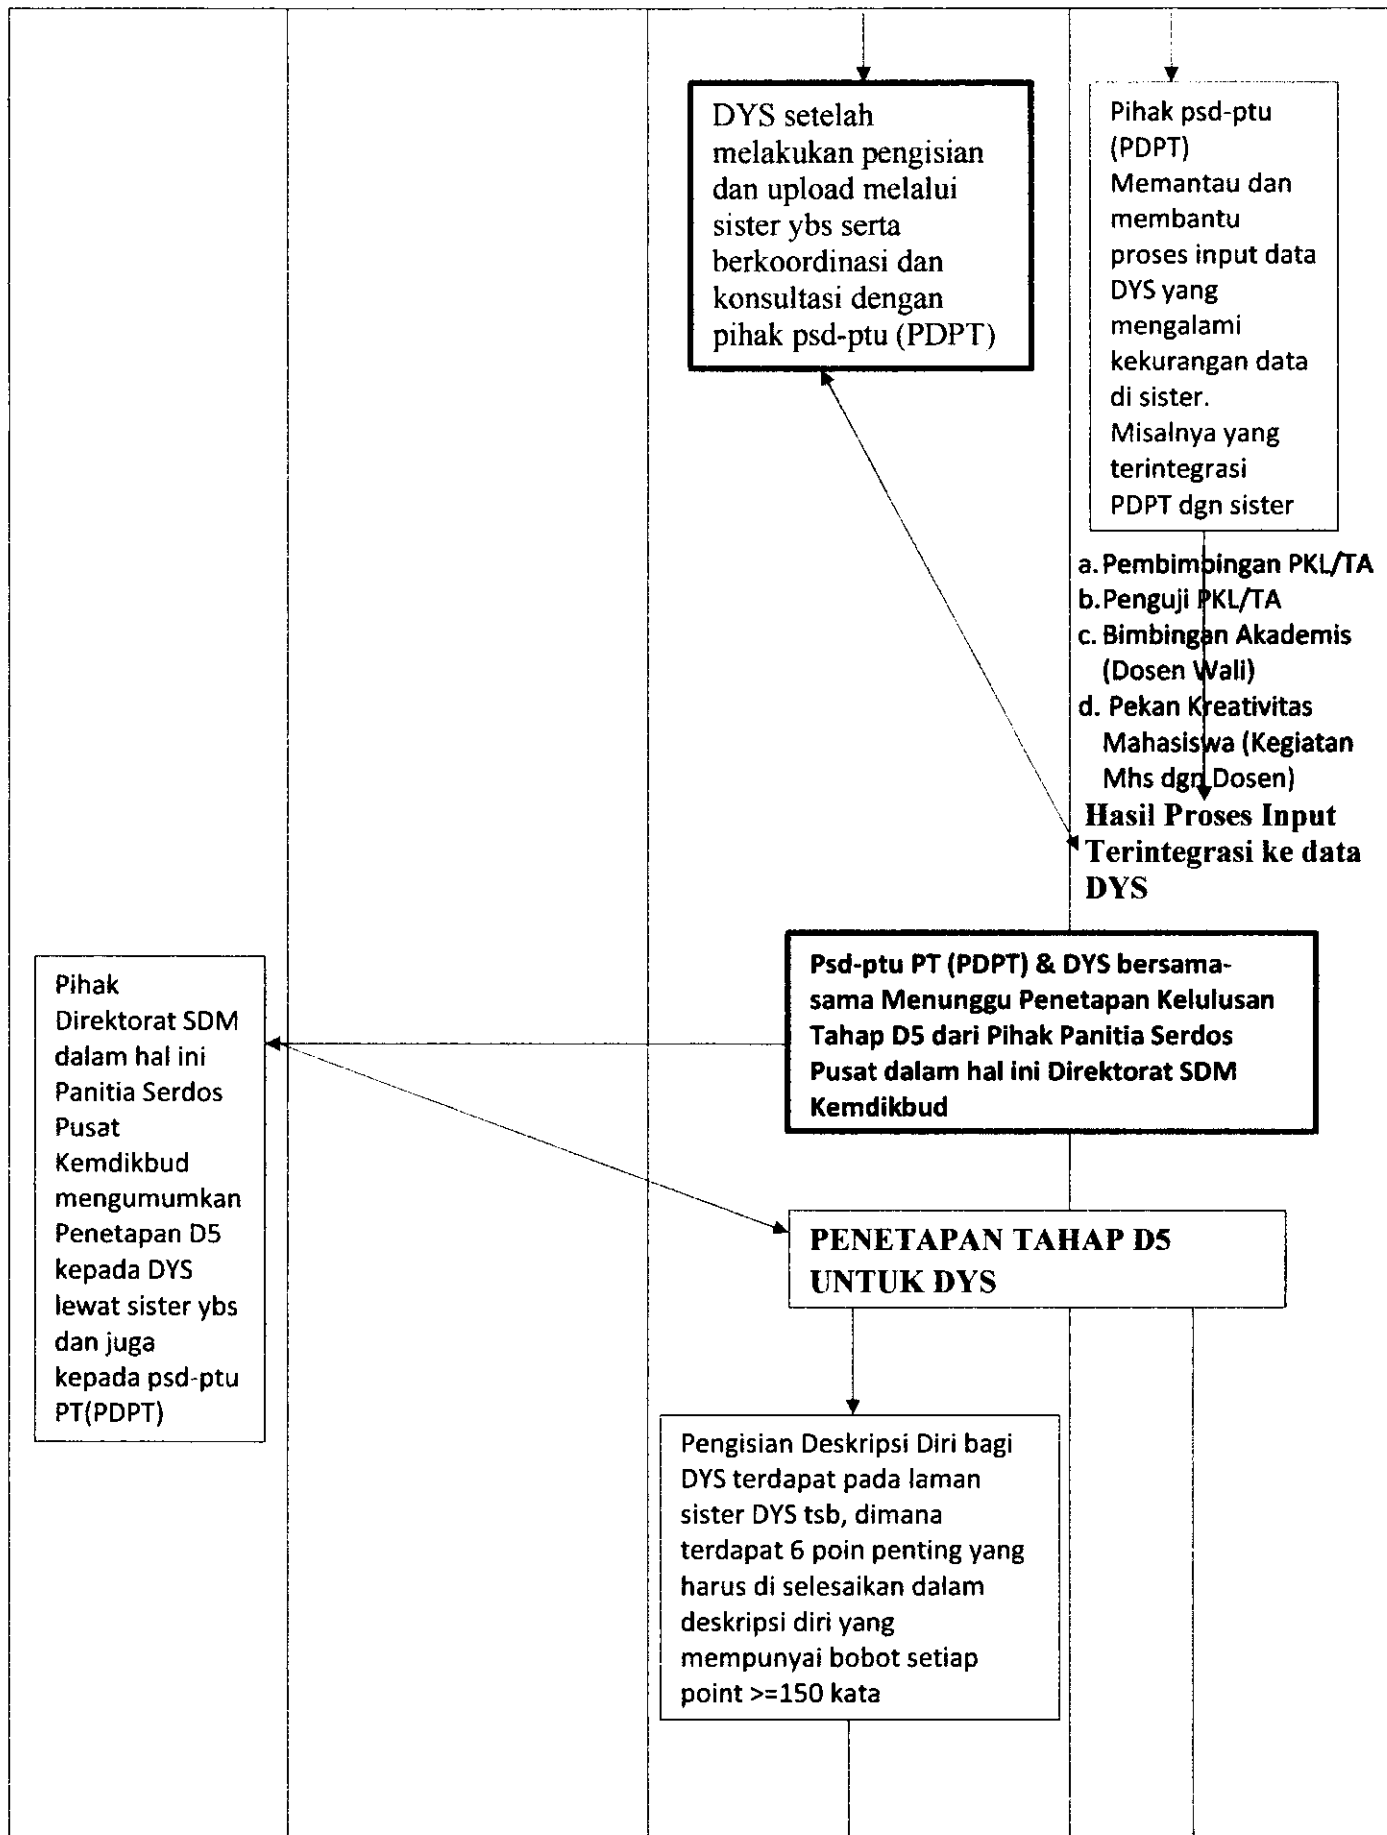 DYS setelah
melakukan pengisian
dan upload melalui
sister ybs serta
berkoordinasi dan
konsultasi dengan
pihak psd-ptu (PDPT)
Pihak psd-ptu
(PDPT)
Memantau dan
membantu
proses input data
DYS yang
mengalami
kekurangan data
di sister.
Misalnya yang
terintegrasi
PDPT dgn sister
a. Pembimbingan PKL/TA
b. Penguji PKL/TA
c. Bimbingan Akademis
(Dosen Wali)
d. Pekan Kreativitas
Mahasiswa (Kegiatan
Mhs dgn Dosen)
Hasil Proses Input
Terintegrasi ke data
DYS
Psd-ptu PT (PDPT) & DYS bersama-
sama Menunggu Penetapan Kelulusan
Tahap D5 dari Pihak Panitia Serdos
Pusat dalam hal ini Direktorat SDM
Kemdikbud
Pihak
Direktorat SDM
dalam hal ini
Panitia Serdos
Pusat
Kemdikbud
mengumumkan
Penetapan D5
kepada DYS
lewat sister ybs
dan juga
kepada psd-ptu
PT(PDPT)
PENETAPAN TAHAP D5
UNTUK DYS
Pengisian Deskripsi Diri bagi
DYS terdapat pada laman
sister DYS tsb, dimana
terdapat 6 poin penting yang
harus di selesaikan dalam
deskripsi diri yang
mempunyai bobot setiap
point >=150 kata